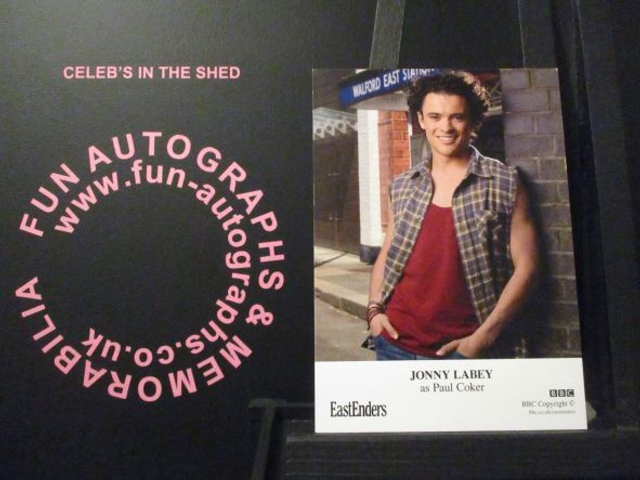 CELEB'S IN THE SHED
FUN AUTOGRAPHS & MEMORABILIA
www.fun-autographs.co.uk
WALFORD EAST STATION
JONNY LABEY
as Paul Coker
EastEnders
BBC
BBC Copyright ©